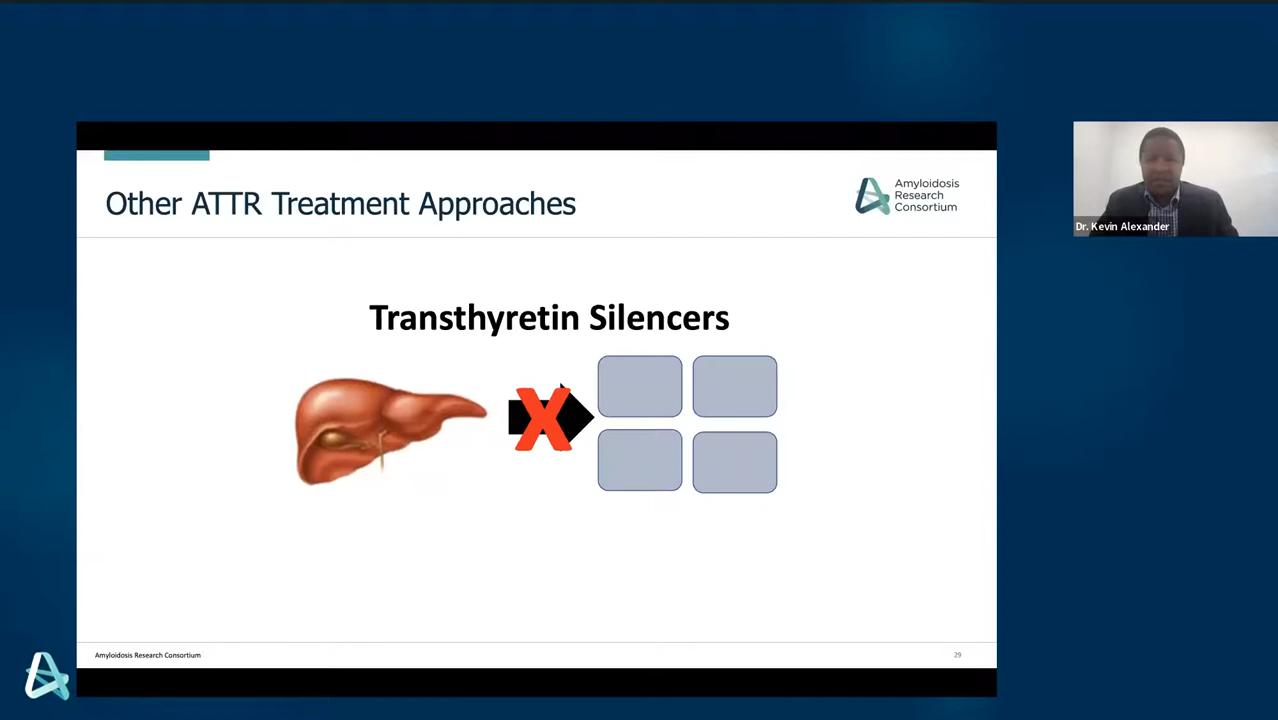 Other ATTR Treatment Approaches
Amyloidosis
Research
Consortium
Dr. Kevin Alexander
Transthyretin Silencers
X
Amyloidosis Research Consortium
29